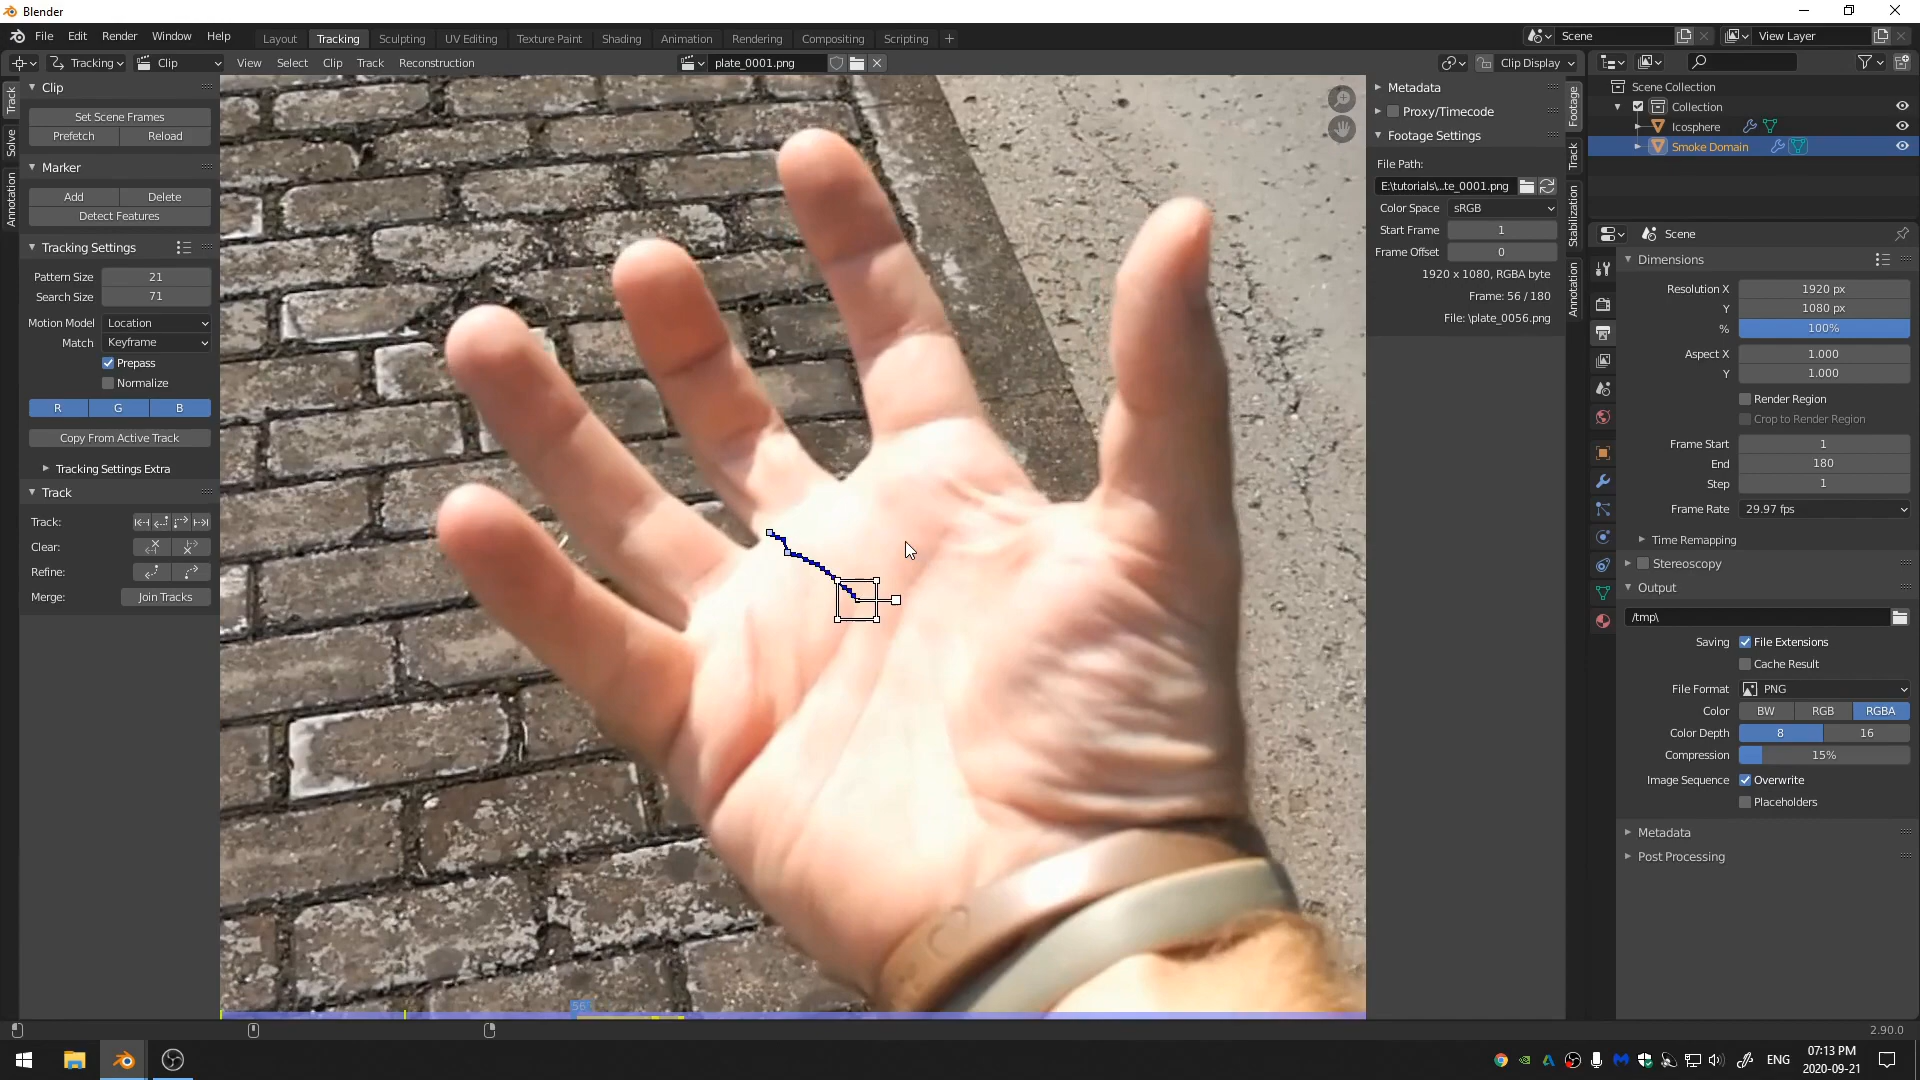 Blender
File Edit Render Window Help
Layout Tracking Sculpting UV Editing Texture Paint Shading Animation Rendering Compositing Scripting +
Scene
View Layer
Tracking Clip View Select Clip Track Reconstruction
plate_0001.png
Clip Display
Track
Solve
Annotation
Clip
Set Scene Frames
Prefetch Reload
Marker
Add Delete
Detect Features
Tracking Settings
Pattern Size 21
Search Size 71
Motion Model Location
Match Keyframe
Prepass
Normalize
R G B
Copy From Active Track
Tracking Settings Extra
Track
Track:
Clear:
Refine:
Merge: Join Tracks
56
Metadata
Proxy/Timecode
Footage Settings
File Path:
E:\tutorials\...te_0001.png
Color Space sRGB
Start Frame 1
Frame Offset 0
1920 x 1080, RGBA byte
Frame: 56 / 180
File: \plate_0056.png
Footage
Track
Stabilization
Annotation
Scene Collection
Collection
Icosphere
Smoke Domain
Scene
Dimensions
Resolution X 1920 px
Y 1080 px
% 100%
Aspect X 1.000
Y 1.000
Render Region
Crop to Render Region
Frame Start 1
End 180
Step 1
Frame Rate 29.97 fps
Time Remapping
Stereoscopy
Output
/tmp\
Saving File Extensions
Cache Result
File Format PNG
Color BW RGB RGBA
Color Depth 8 16
Compression 15%
Image Sequence Overwrite
Placeholders
Metadata
Post Processing
2.90.0
ENG
07:13 PM
2020-09-21